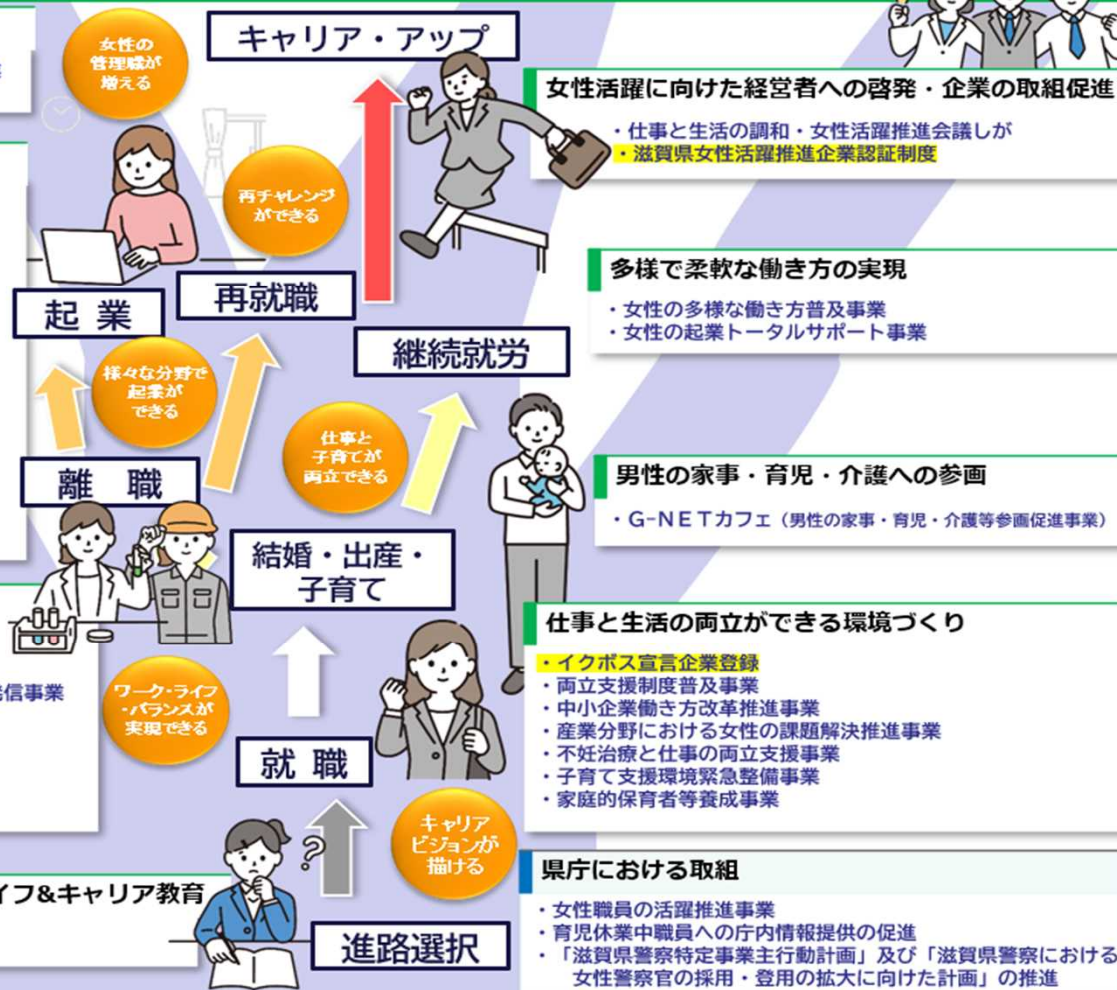 キャリア・アップ
女性の
管理職が
増える
再チャレンジ
ができる
起 業
再就職
継続就労
様々な分野で
起業が
できる
仕事と
子育てが
両立できる
離 職
結婚・出産・
子育て
信事業
ワーク・ライフ
・バランスが
実現できる
就 職
キャリア
ビジョンが
描ける
?
イフ&キャリア教育
進路選択
女性活躍に向けた経営者への啓発・企業の取組促進
・仕事と生活の調和・女性活躍推進会議しが
・滋賀県女性活躍推進企業認証制度
多様で柔軟な働き方の実現
・女性の多様な働き方普及事業
・女性の起業トータルサポート事業
男性の家事・育児・介護への参画
・G-NETカフェ(男性の家事・育児・介護等参画促進事業)
仕事と生活の両立ができる環境づくり
・イクボス宣言企業登録
・両立支援制度普及事業
・中小企業働き方改革推進事業
・産業分野における女性の課題解決推進事業
・不妊治療と仕事の両立支援事業
・子育て支援環境緊急整備事業
・家庭的保育者等養成事業
県庁における取組
・女性職員の活躍推進事業
・育児休業中職員への庁内情報提供の促進
・「滋賀県警察特定事業主行動計画」及び「滋賀県警察における
女性警察官の採用・登用の拡大に向けた計画」の推進